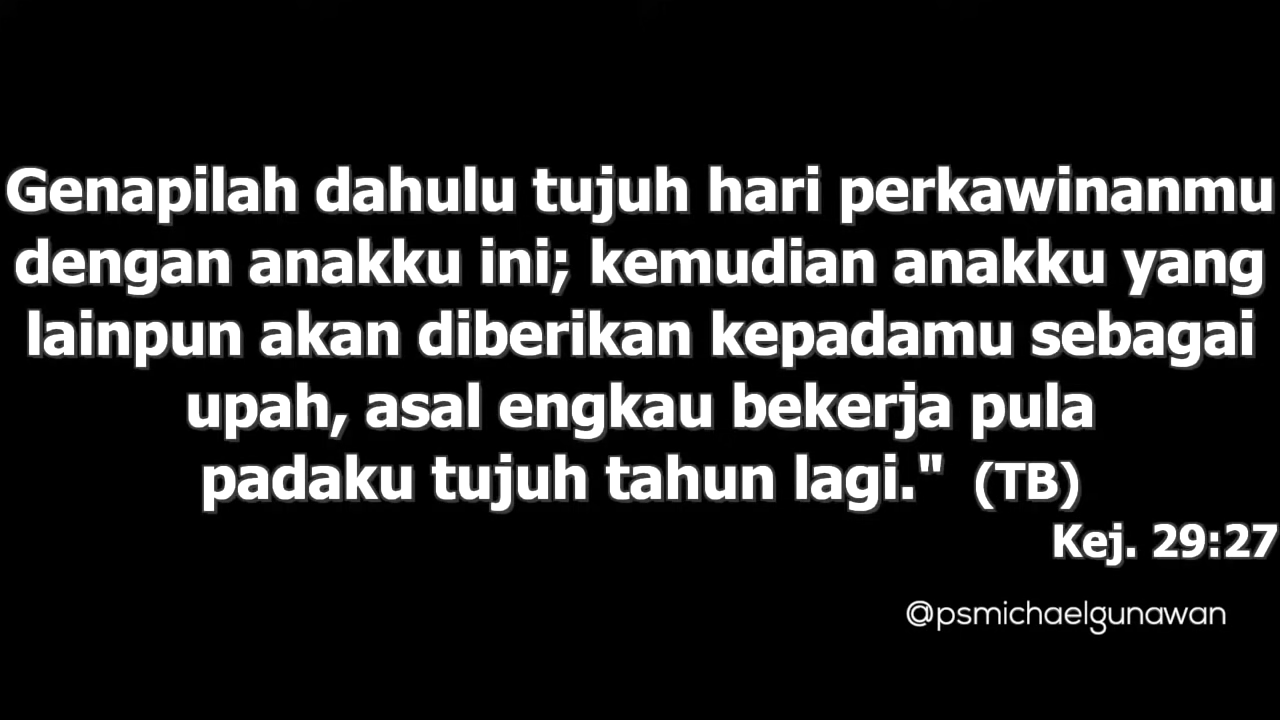 Genapilah dahulu tujuh hari perkawinanmu
dengan anakku ini; kemudian anakku yang
lainpun akan diberikan kepadamu sebagai
upah, asal engkau bekerja pula
padaku tujuh tahun lagi." (TB)
Kej. 29:27
@psmichaelgunawan